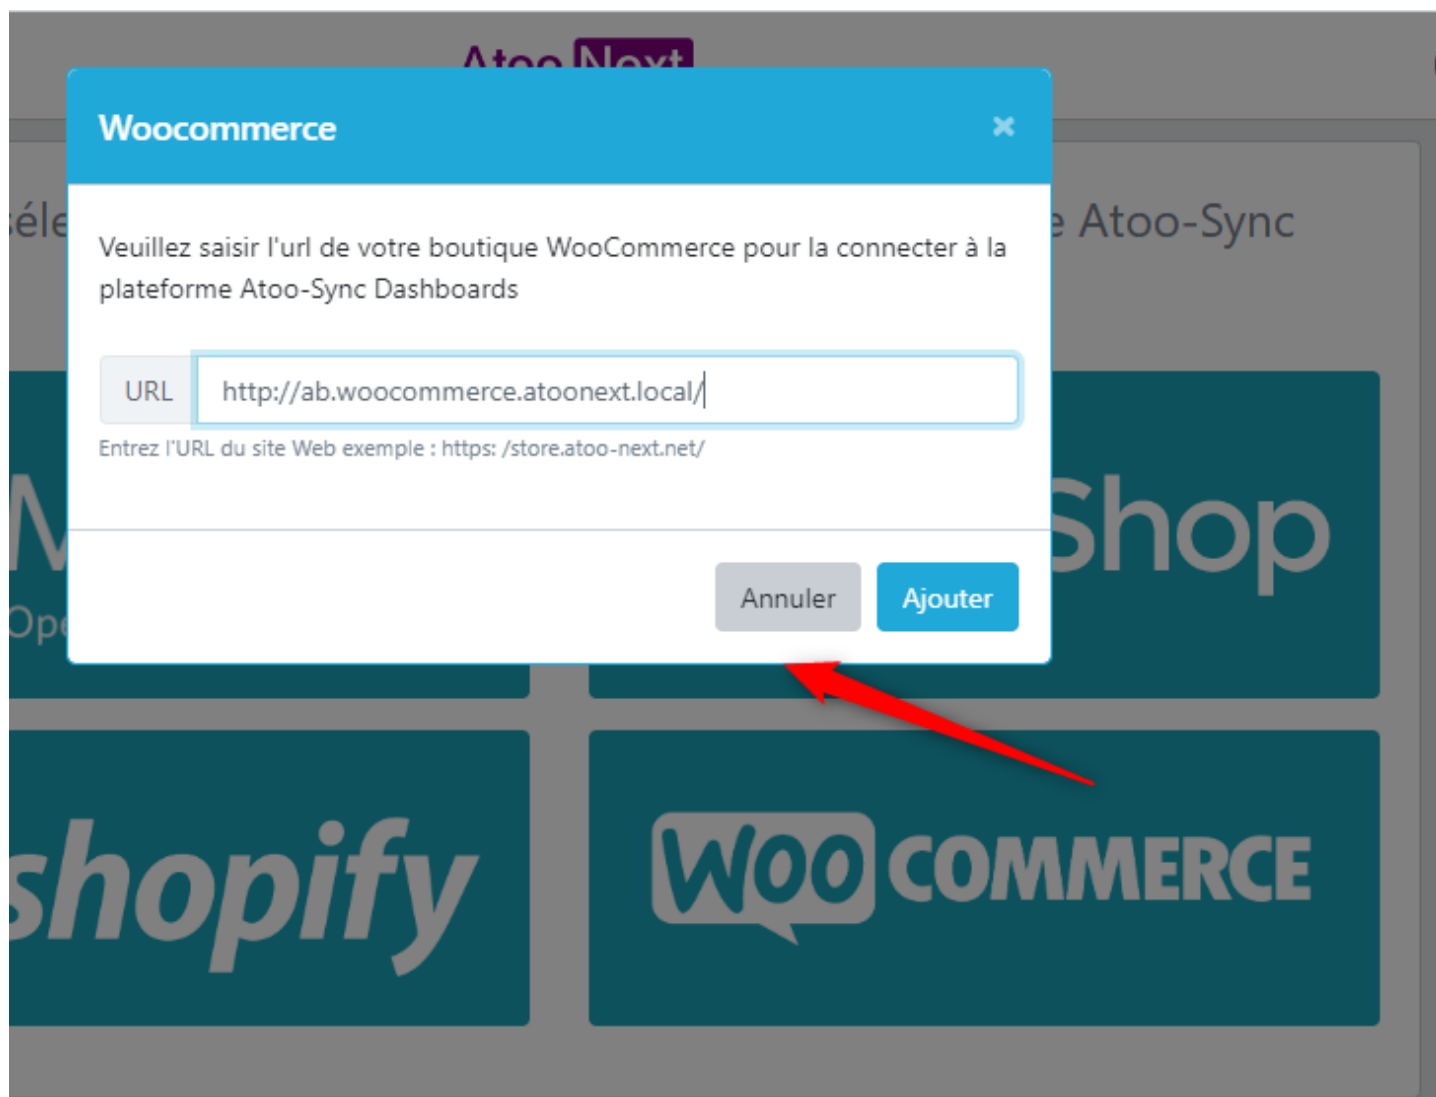 Atoo Next
Woocommerce
Veuillez saisir l'url de votre boutique WooCommerce pour la connecter à la
plateforme Atoo-Sync Dashboards
URL
http://ab.woocommerce.atoonext.local/
Entrez l'URL du site Web exemple : https: /store.atoo-next.net/
Annuler
Ajouter
e Atoo-Sync
Shop
shopify
WOO COMMERCE